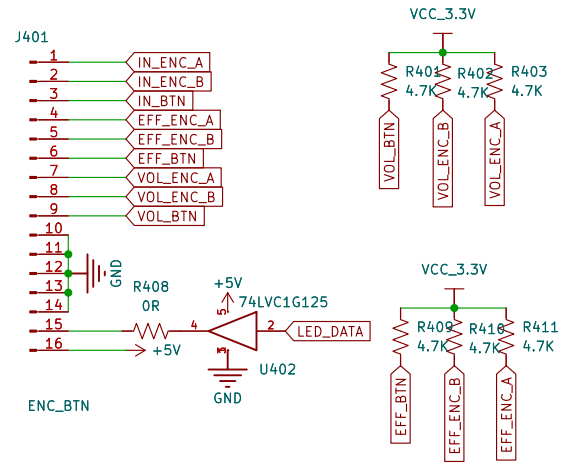 J401
1 IN_ENC_A
2 IN_ENC_B
3 IN_BTN
4 EFF_ENC_A
5 EFF_ENC_B
6 EFF_BTN
7 VOL_ENC_A
8 VOL_ENC_B
9 VOL_BTN
10
11
12
13
14
GND
15
16
+5V
R408
0R
+5V
74LVC1G125
5
4
2
LED_DATA
U402
GND
ENC_BTN
VCC_3.3V
R401
4.7K
R402
4.7K
R403
4.7K
VOL_BTN
VOL_ENC_B
VOL_ENC_A
VCC_3.3V
R409
4.7K
R410
4.7K
R411
4.7K
EFF_BTN
EFF_ENC_B
EFF_ENC_A